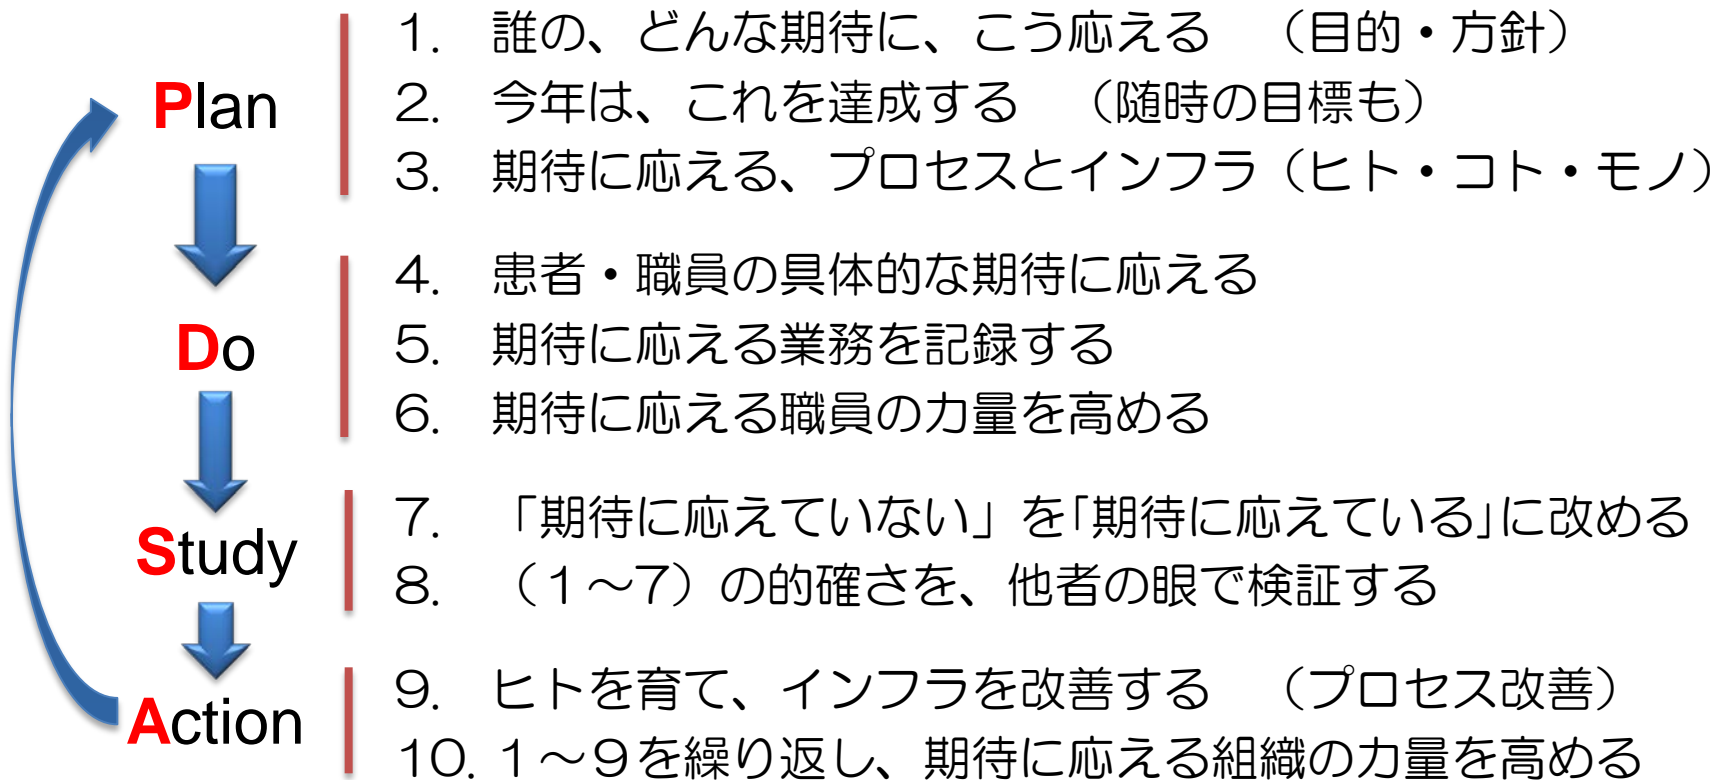 Plan
1. 誰の、どんな期待に、こう応える （目的・方針）
2. 今年は、これを達成する （随時の目標も）
3. 期待に応える、プロセスとインフラ（ヒト・コト・モノ）
Do
4. 患者・職員の具体的な期待に応える
5. 期待に応える業務を記録する
6. 期待に応える職員の力量を高める
Study
7. 「期待に応えていない」を｢期待に応えている｣に改める
8. （１～7）の的確さを、他者の眼で検証する
Action
9. ヒトを育て、インフラを改善する （プロセス改善）
10. １～９を繰り返し、期待に応える組織の力量を高める